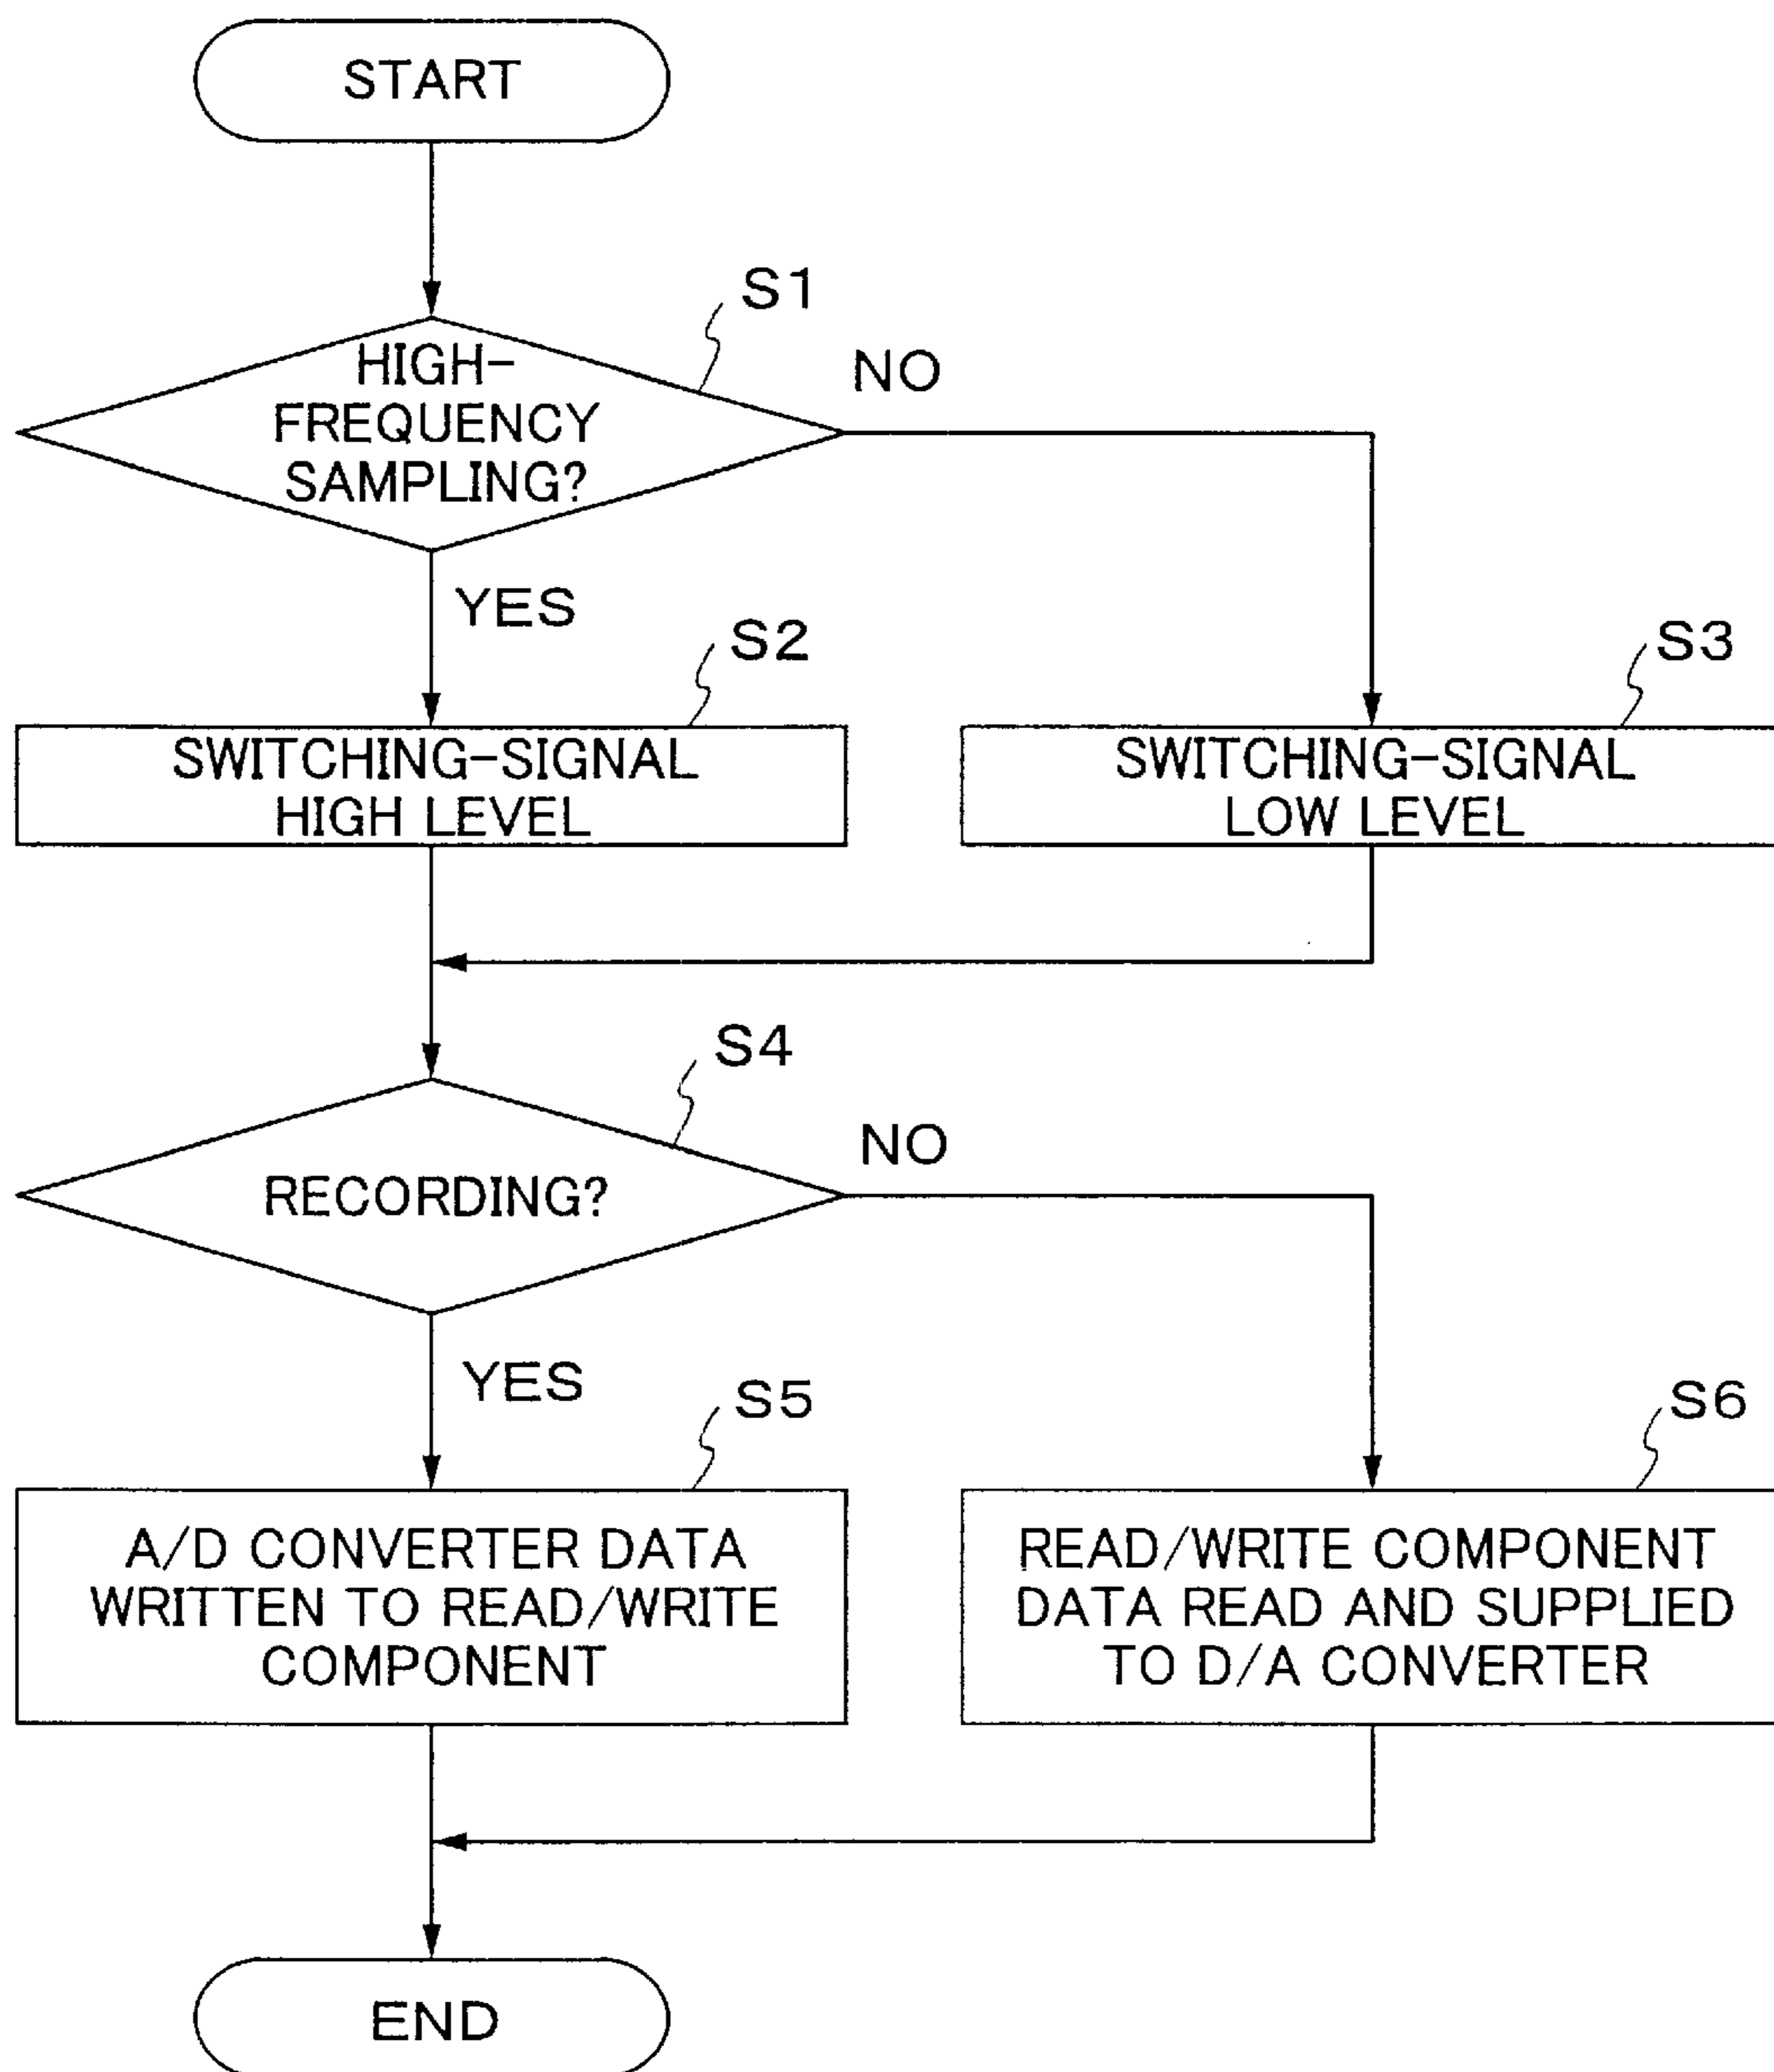 START
S1
HIGH-
FREQUENCY
SAMPLING?
NO
YES
S2
S3
SWITCHING-SIGNAL
HIGH LEVEL
SWITCHING-SIGNAL
LOW LEVEL
S4
RECORDING?
NO
YES
S5
S6
A/D CONVERTER DATA
WRITTEN TO READ/WRITE
COMPONENT
READ/WRITE COMPONENT
DATA READ AND SUPPLIED
TO D/A CONVERTER
END